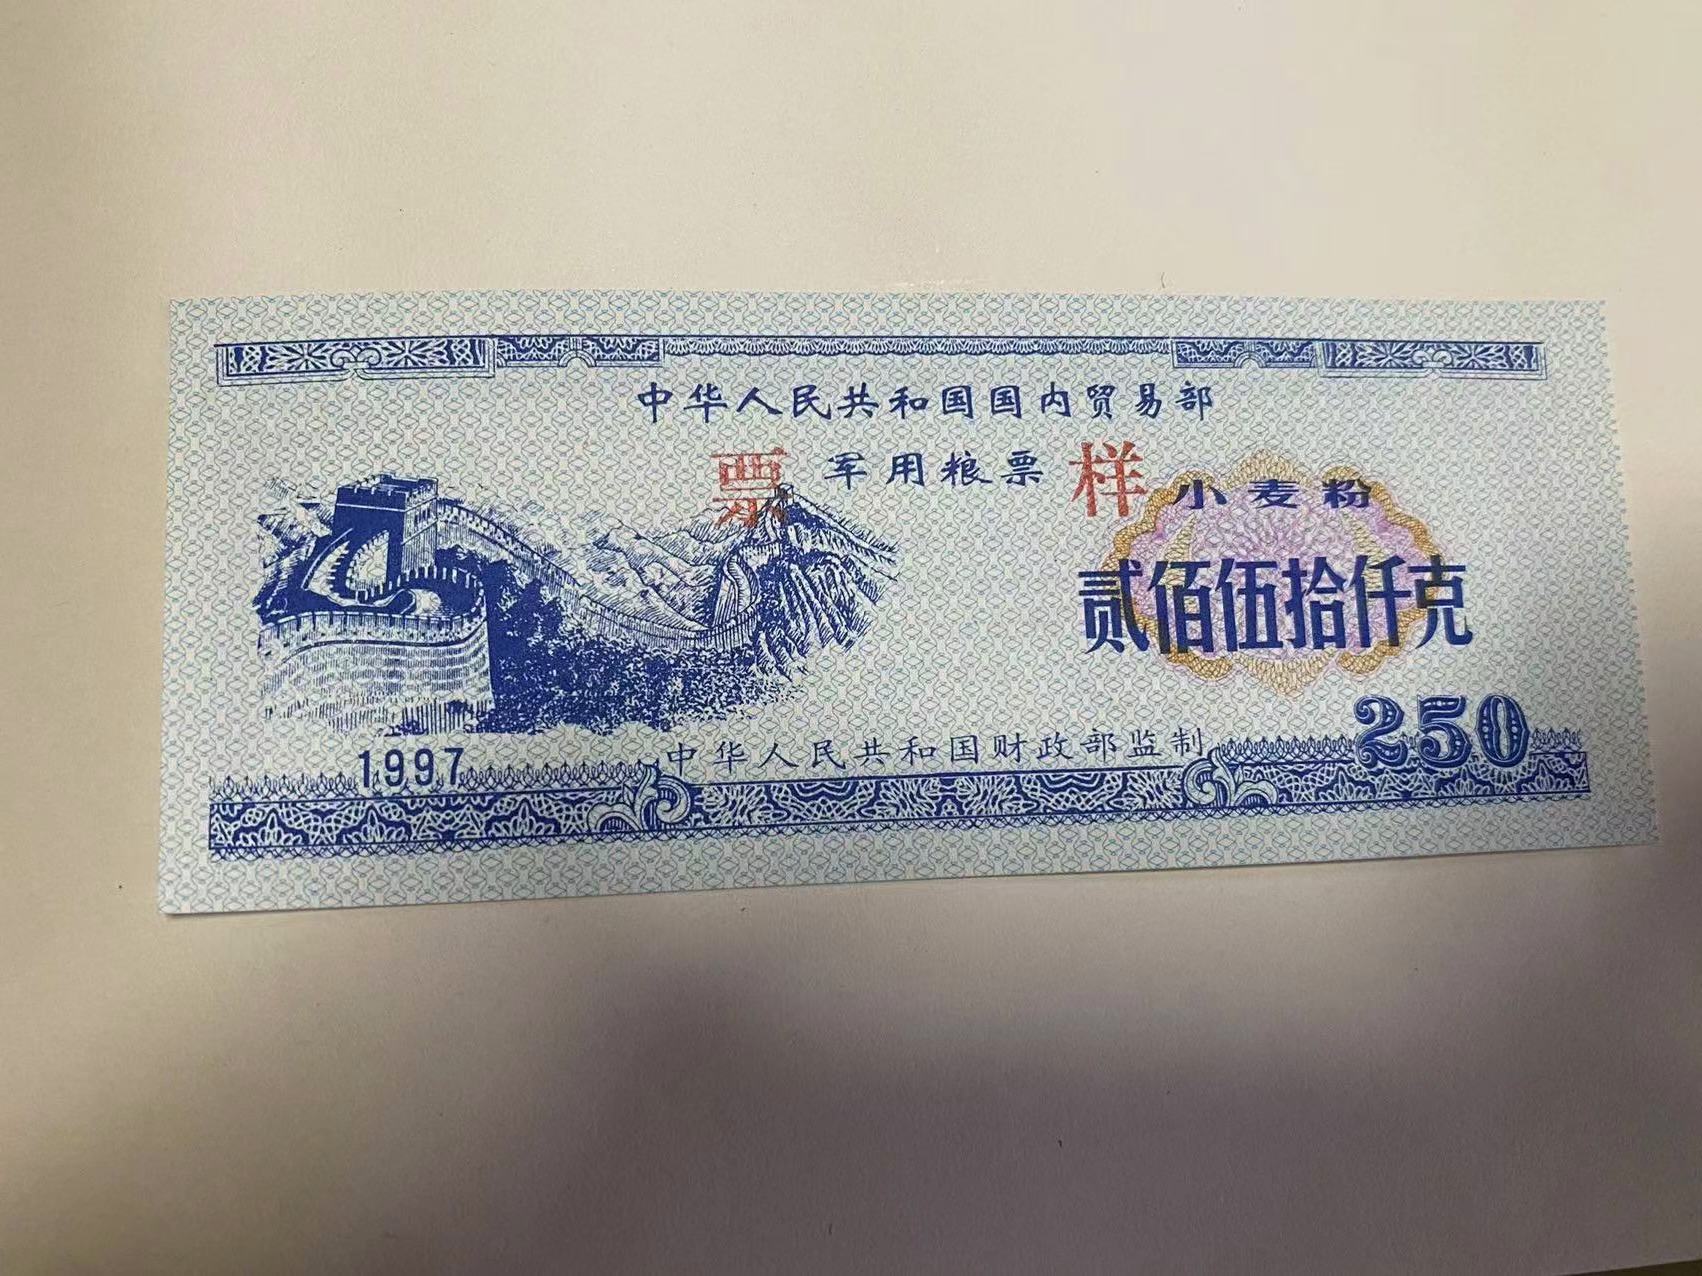 中华人民共和国国内贸易部
票 军用粮票 样
小麦粉
贰佰伍拾仟克
250
1997
中华人民共和国财政部监制